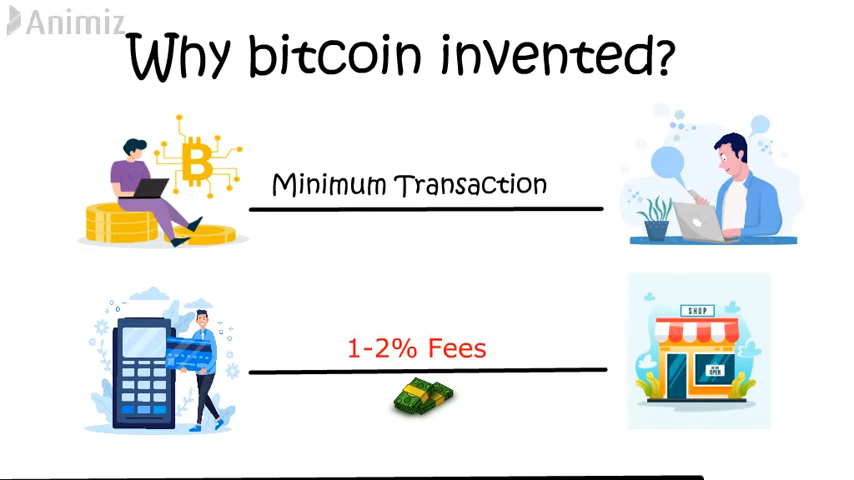 Animiz
Why bitcoin invented?
Minimum Transaction
SHOP
1-2% Fees
OPEN